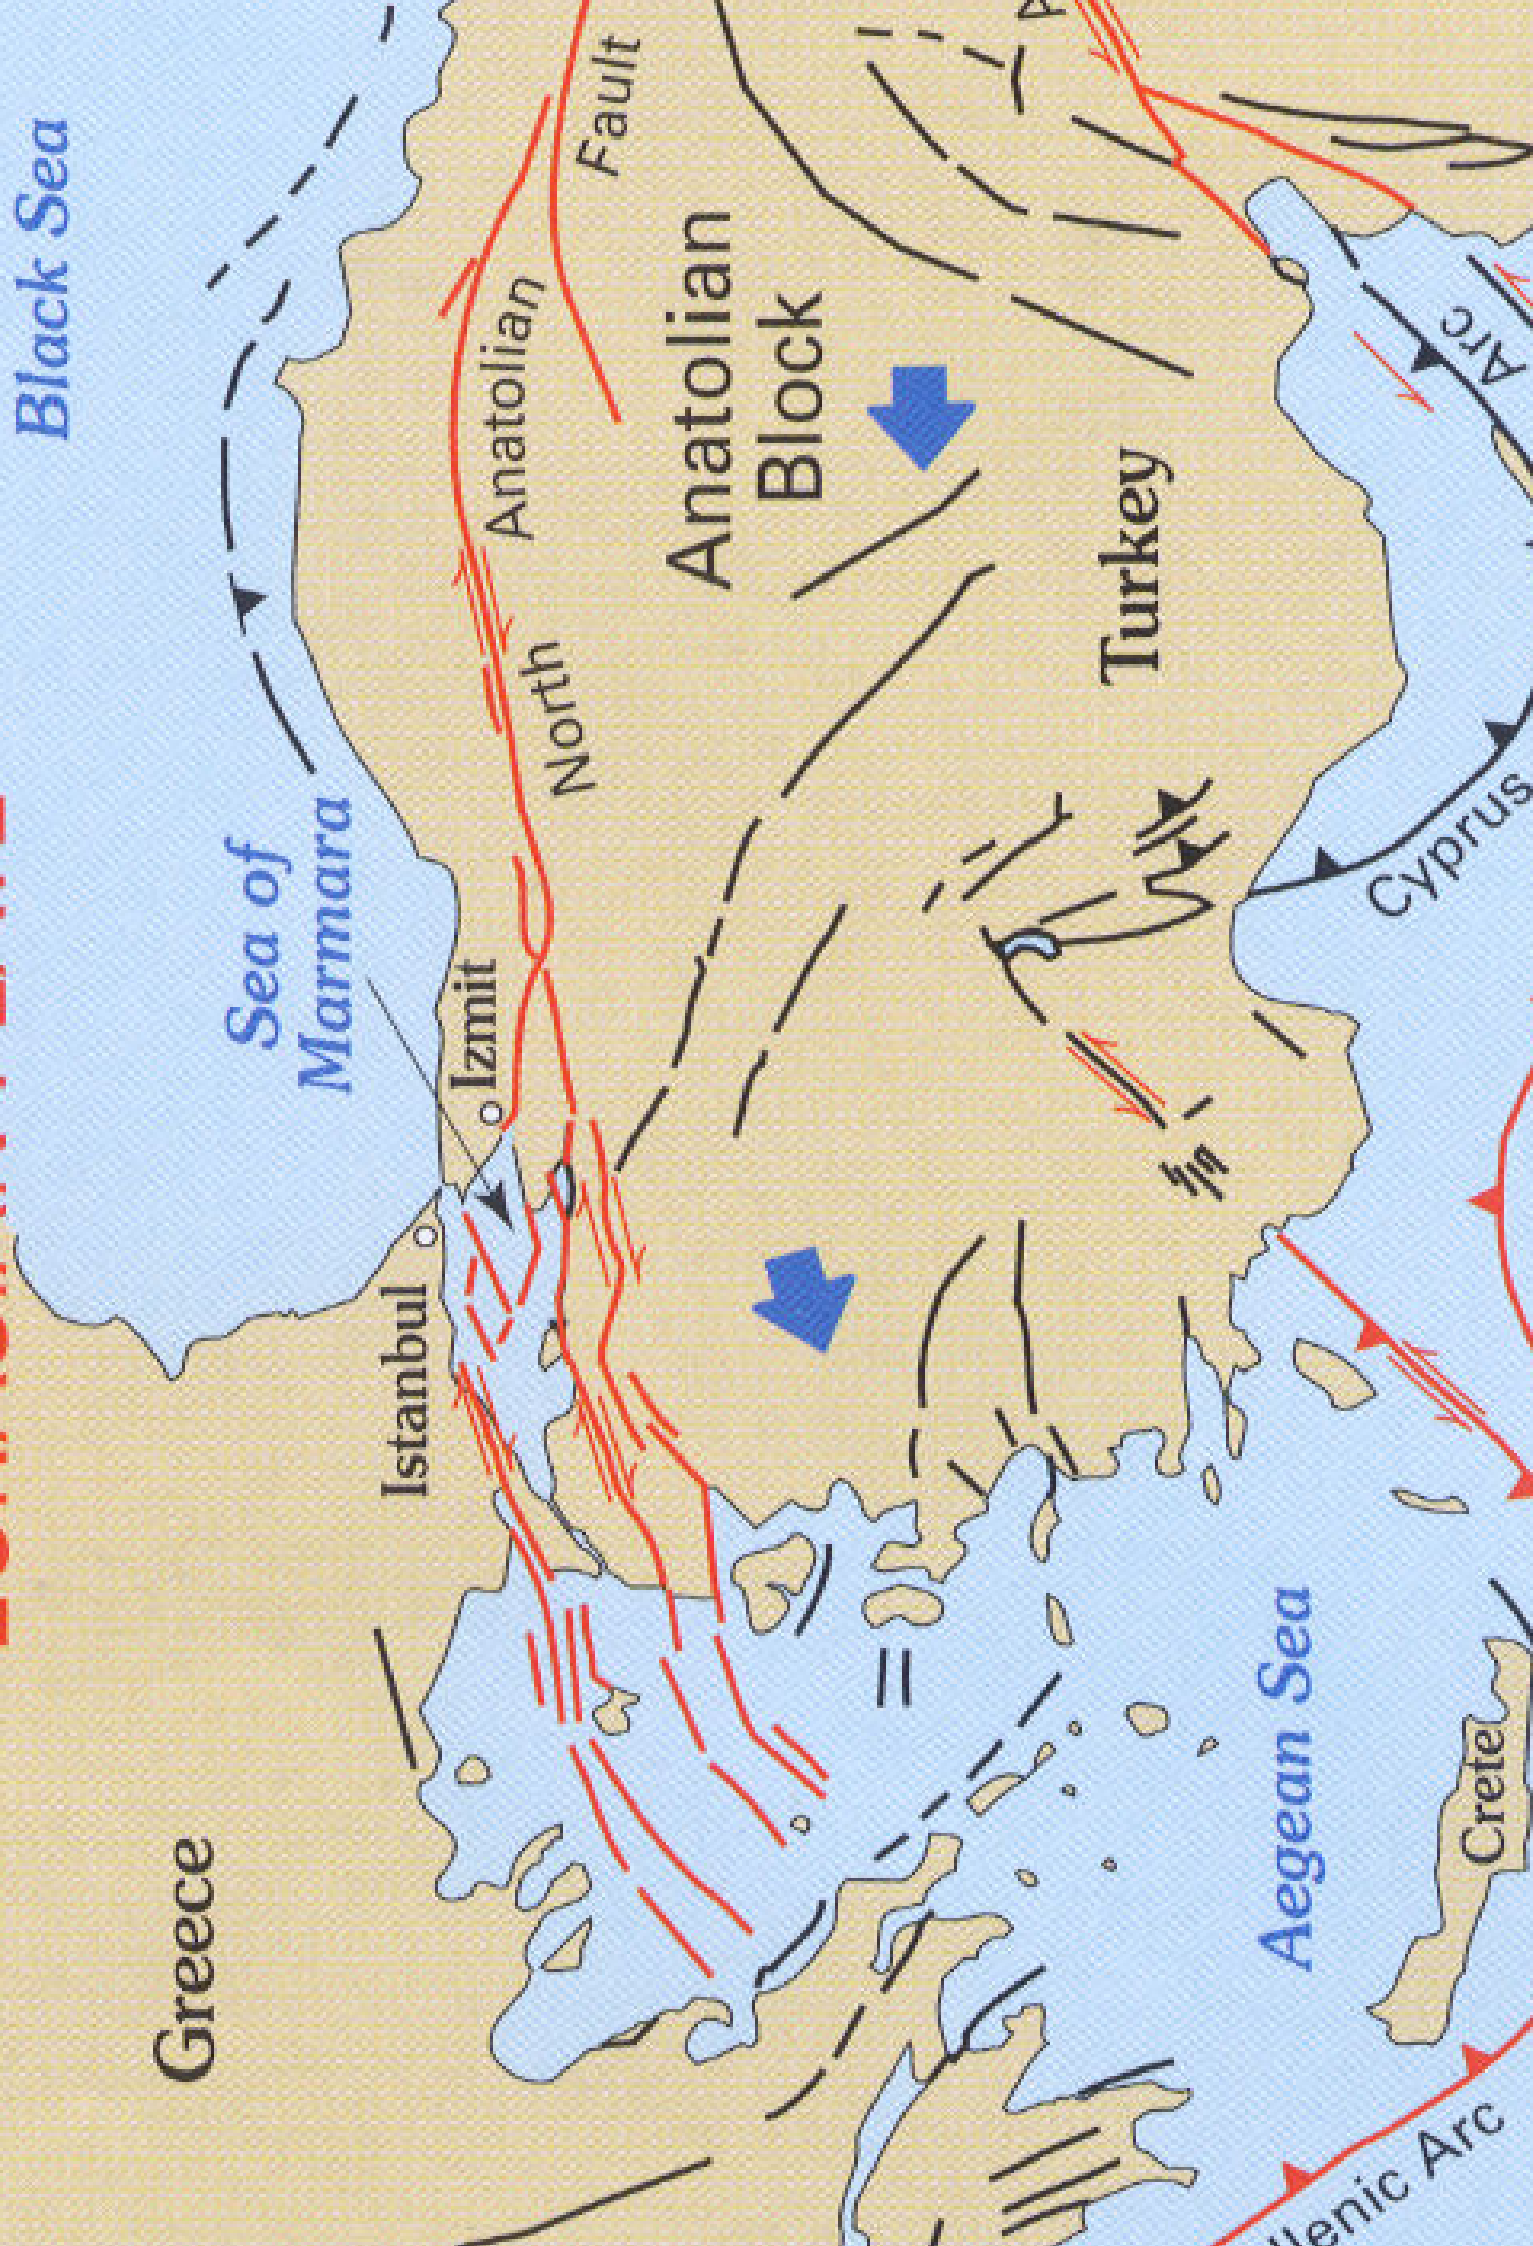 Black Sea
Sea of
Marmara
Istanbul
Izmit
Greece
North
Anatolian
Fault
Anatolian
Block
Turkey
Aegean Sea
Crete
Cyprus
Arc
llenic Arc